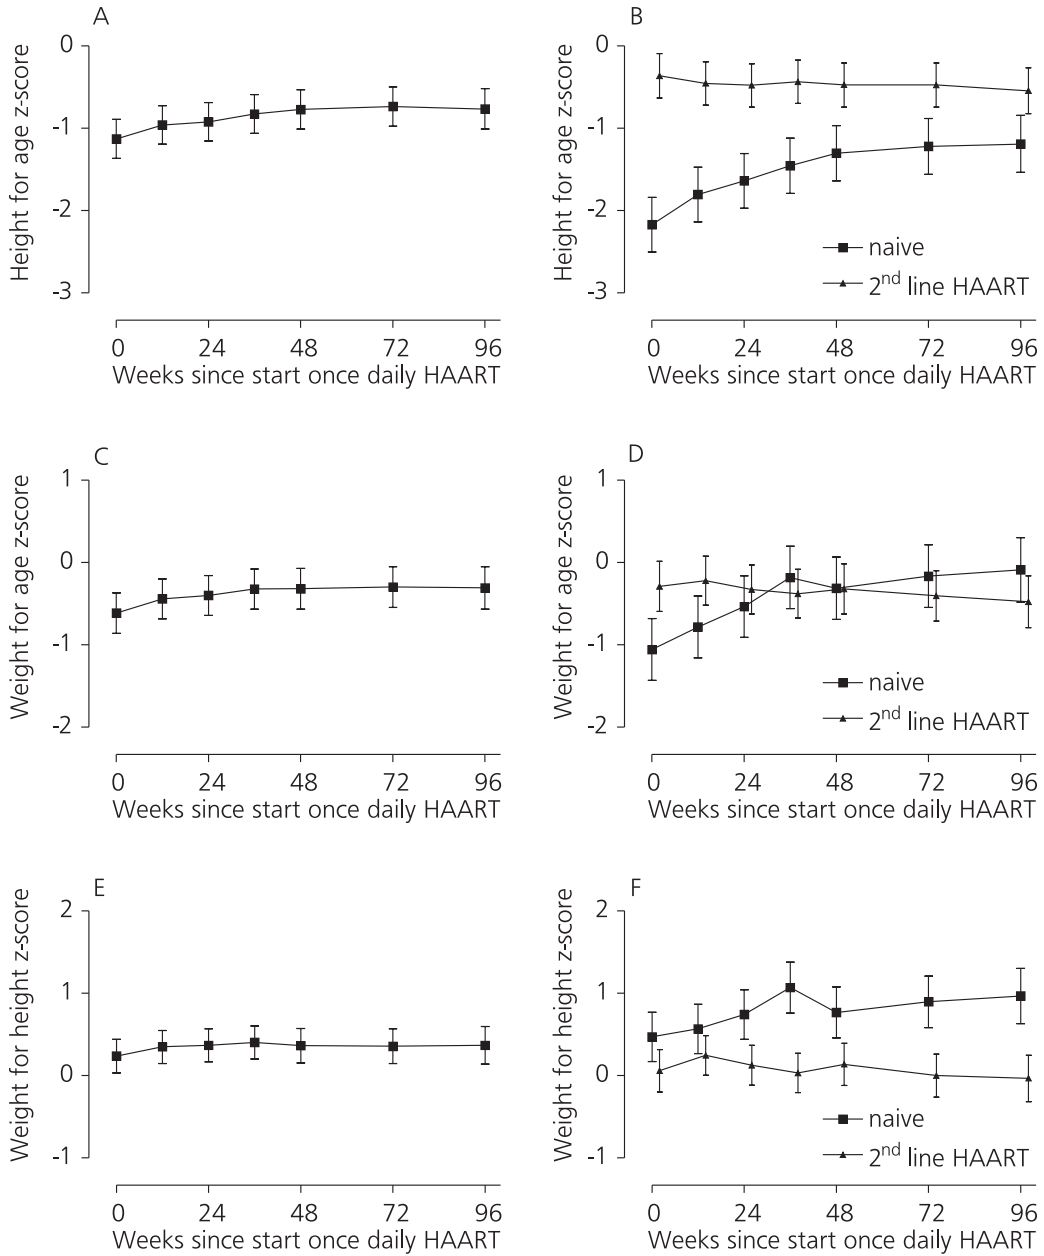 A
Height for age z-score
0
-1
-2
-3
0 24 48 72 96
Weeks since start once daily HAART
B
Height for age z-score
0
-1
-2
-3
naive
2nd line HAART
0 24 48 72 96
Weeks since start once daily HAART
C
Weight for age z-score
1
0
-1
-2
0 24 48 72 96
Weeks since start once daily HAART
D
Weight for age z-score
1
0
-1
-2
naive
2nd line HAART
0 24 48 72 96
Weeks since start once daily HAART
E
Weight for height z-score
2
1
0
-1
0 24 48 72 96
Weeks since start once daily HAART
F
Weight for height z-score
2
1
0
-1
naive
2nd line HAART
0 24 48 72 96
Weeks since start once daily HAART